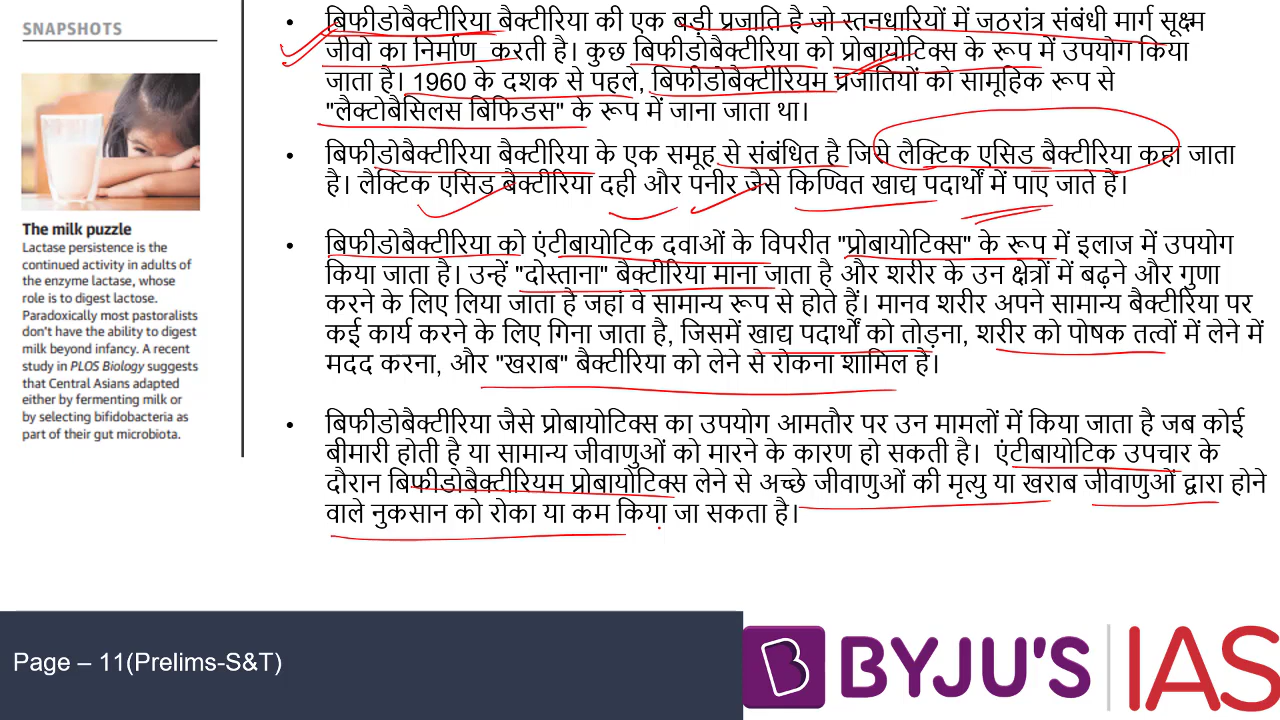 SNAPSHOTS
The milk puzzle
Lactase persistence is the
continued activity in adults of
the enzyme lactase, whose
role is to digest lactose.
Paradoxically most pastoralists
don't have the ability to digest
milk beyond infancy. A recent
study in PLOS Biology suggests
that Central Asians adapted
either by fermenting milk or
by selecting bifidobacteria as
part of their gut microbiota.
• बिफीडोबैक्टीरिया बैक्टीरिया की एक बड़ी प्रजाति है जो स्तनधारियों में जठरांत्र संबंधी मार्ग सूक्ष्म
जीवो का निर्माण करती है। कुछ बिफीडोबैक्टीरिया को प्रोबायोटिक्स के रूप में उपयोग किया
जाता है। 1960 के दशक से पहले, बिफीडोबैक्टीरियम प्रजातियों को सामूहिक रूप से
"लैक्टोबैसिलस बिफिडस" के रूप में जाना जाता था।
• बिफीडोबैक्टीरिया बैक्टीरिया के एक समूह से संबंधित है जिसे लैक्टिक एसिड बैक्टीरिया कहा जाता
है। लैक्टिक एसिड बैक्टीरिया दही और पनीर जैसे किण्वित खाद्य पदार्थों में पाए जाते हैं।
• बिफीडोबैक्टीरिया को एंटीबायोटिक दवाओं के विपरीत "प्रोबायोटिक्स" के रूप में इलाज में उपयोग
किया जाता है। उन्हें "दोस्ताना" बैक्टीरिया माना जाता है और शरीर के उन क्षेत्रों में बढ़ने और गुणा
करने के लिए लिया जाता है जहां वे सामान्य रूप से होते हैं। मानव शरीर अपने सामान्य बैक्टीरिया पर
कई कार्य करने के लिए गिना जाता है, जिसमें खाद्य पदार्थों को तोड़ना, शरीर को पोषक तत्वों में लेने में
मदद करना, और "खराब" बैक्टीरिया को लेने से रोकना शामिल है।
• बिफीडोबैक्टीरिया जैसे प्रोबायोटिक्स का उपयोग आमतौर पर उन मामलों में किया जाता है जब कोई
बीमारी होती है या सामान्य जीवाणुओं को मारने के कारण हो सकती है। एंटीबायोटिक उपचार के
दौरान बिफीडोबैक्टीरियम प्रोबायोटिक्स लेने से अच्छे जीवाणुओं की मृत्यु या खराब जीवाणुओं द्वारा होने
वाले नुकसान को रोका या कम किया जा सकता है।
Page – 11(Prelims-S&T)
BYJU'S IAS